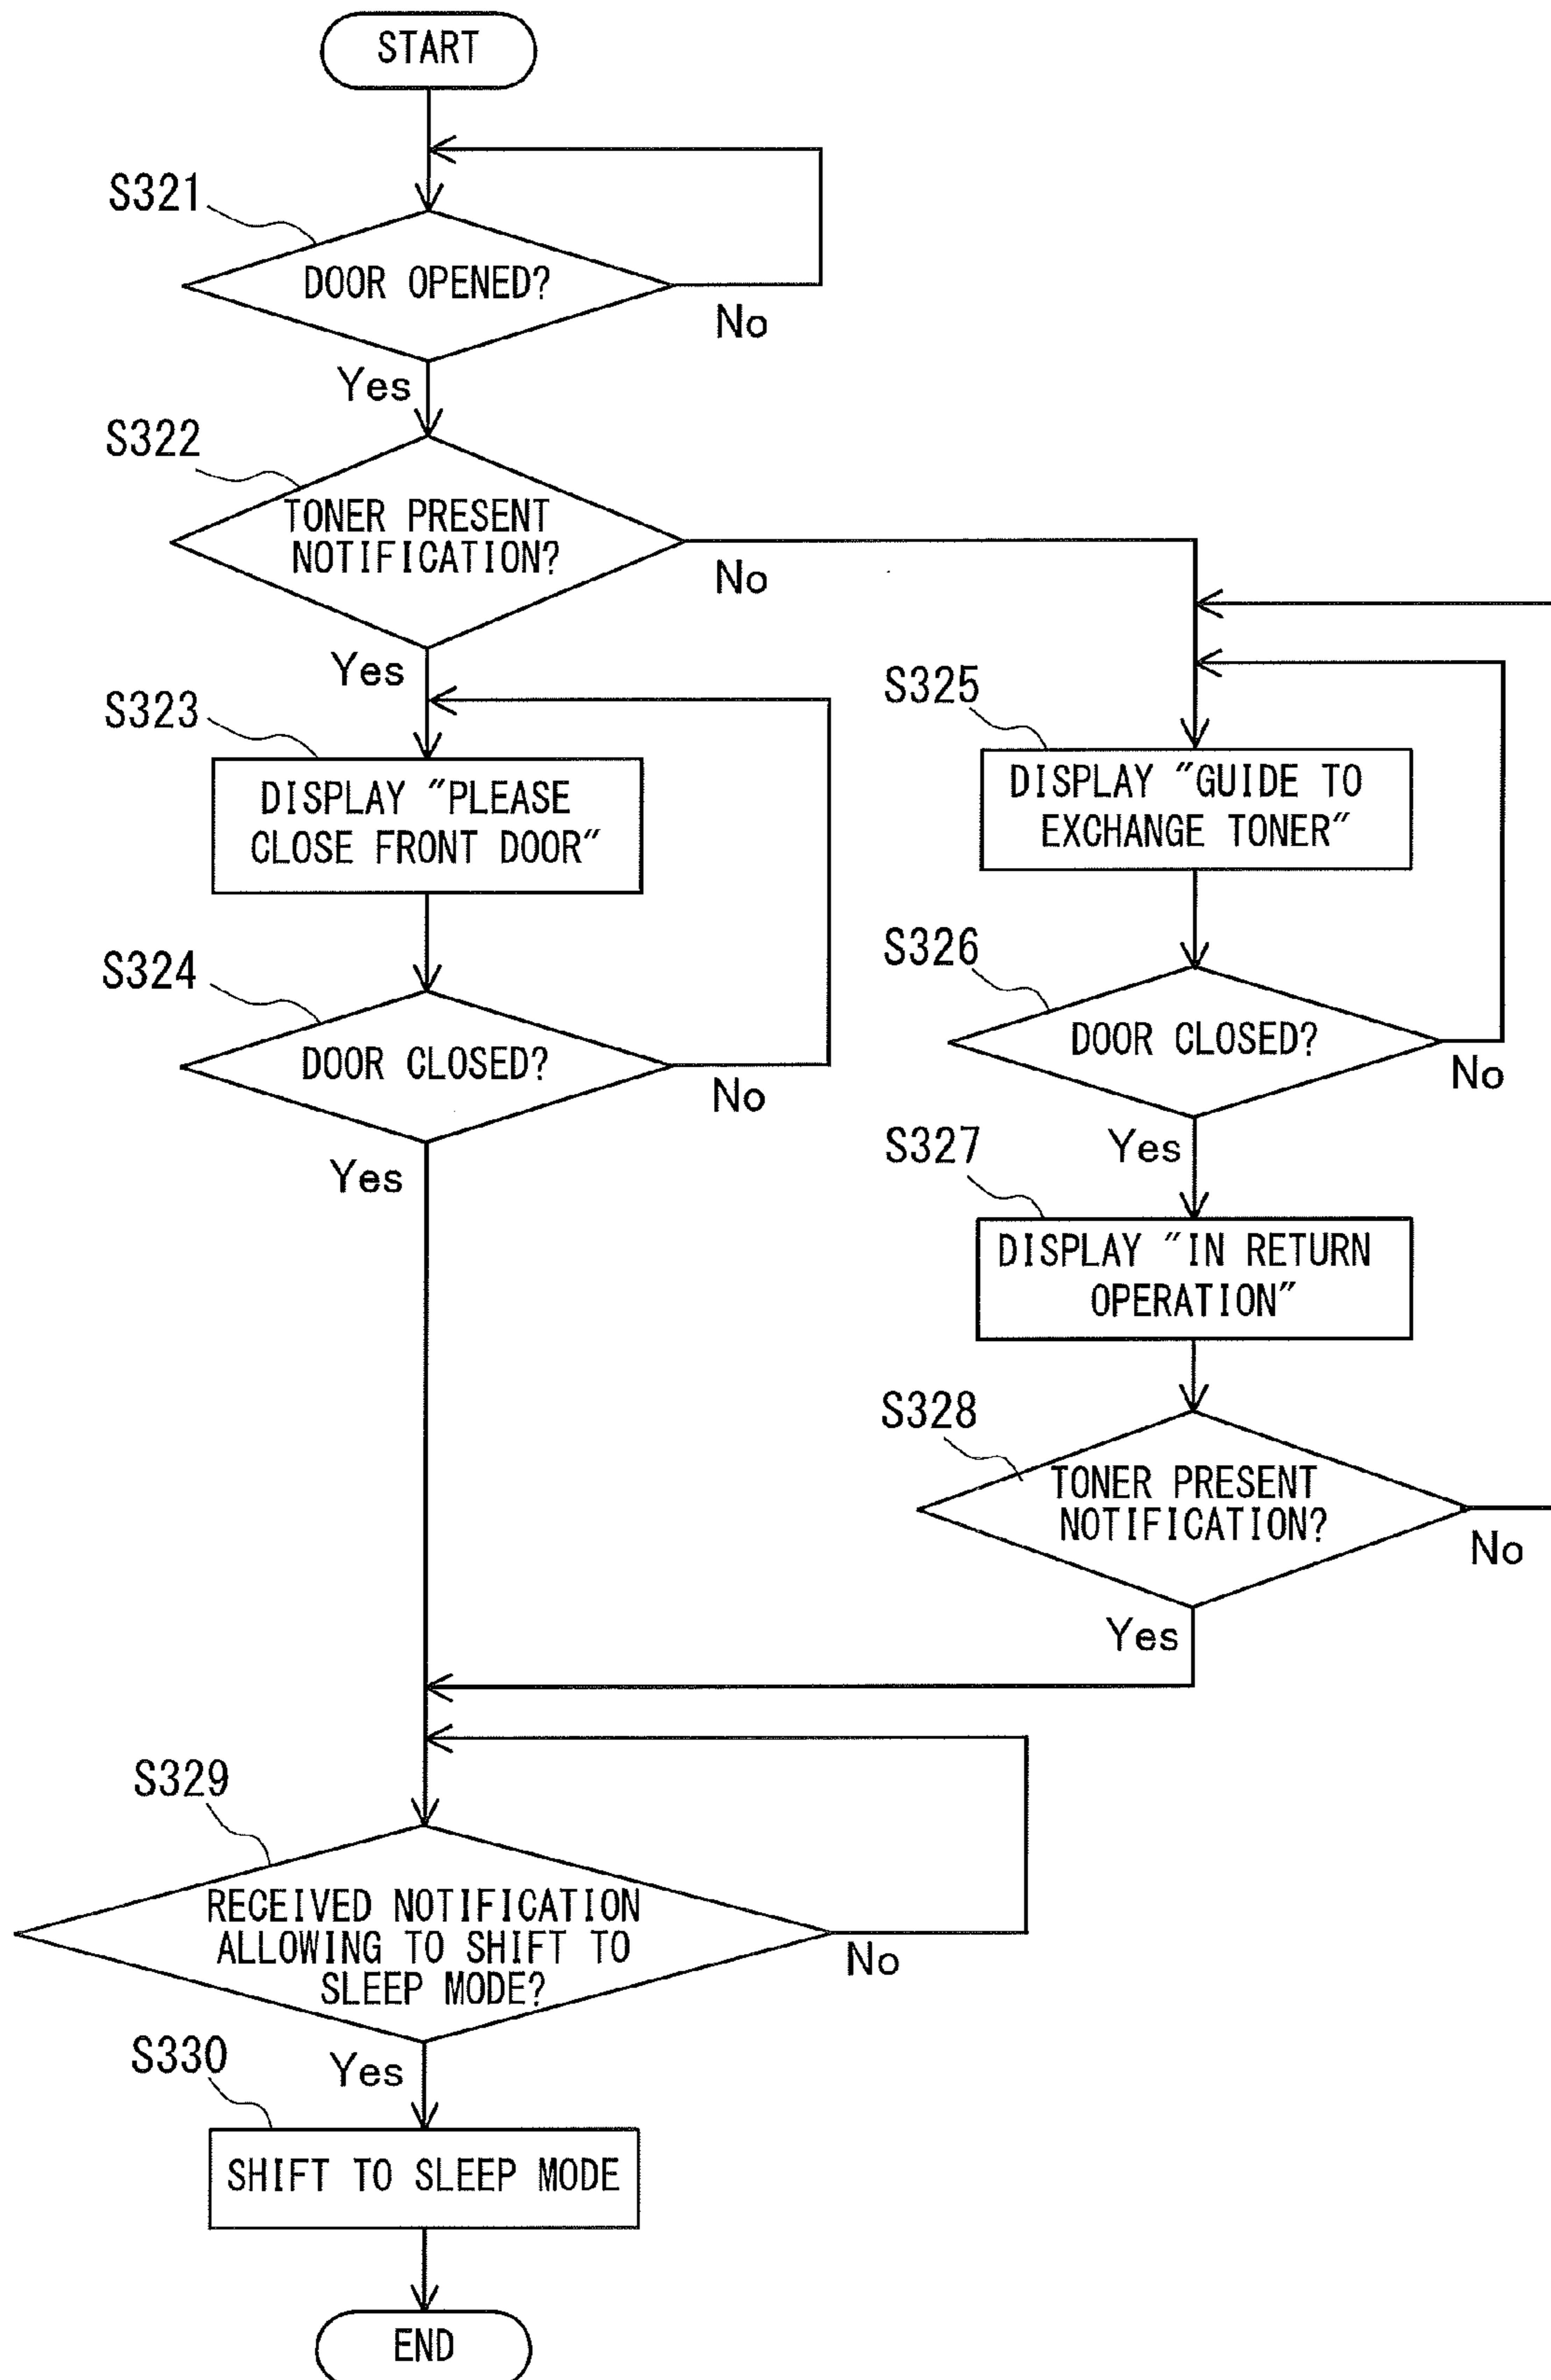 START
S321
DOOR OPENED?
No
Yes
S322
TONER PRESENT
NOTIFICATION?
No
Yes
S323
DISPLAY "PLEASE
CLOSE FRONT DOOR"
S324
DOOR CLOSED?
No
Yes
S325
DISPLAY "GUIDE TO
EXCHANGE TONER"
S326
DOOR CLOSED?
No
Yes
S327
DISPLAY "IN RETURN
OPERATION"
S328
TONER PRESENT
NOTIFICATION?
No
Yes
S329
RECEIVED NOTIFICATION
ALLOWING TO SHIFT TO
SLEEP MODE?
No
Yes
S330
SHIFT TO SLEEP MODE
END